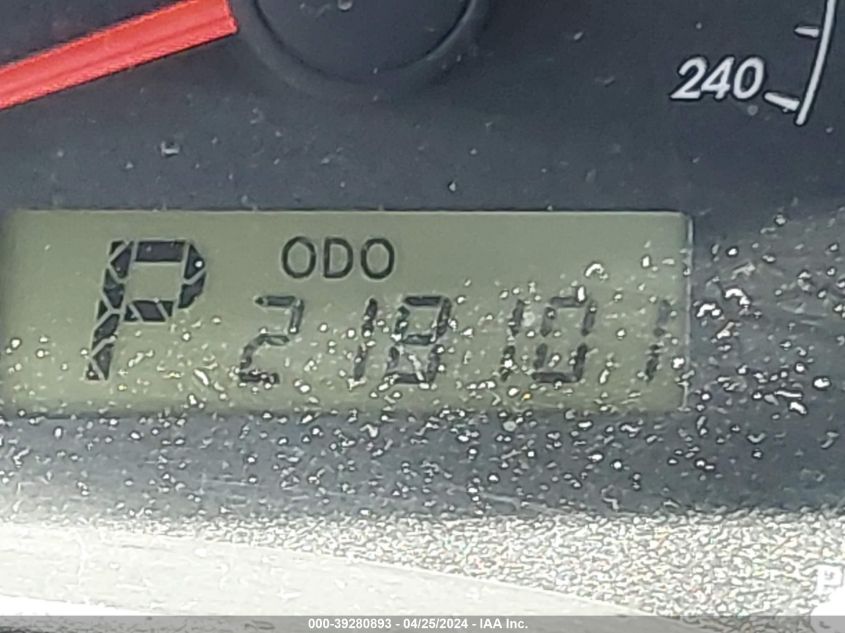 240
ODO
P 218101
000-39280893 - 04/25/2024 - IAA Inc.